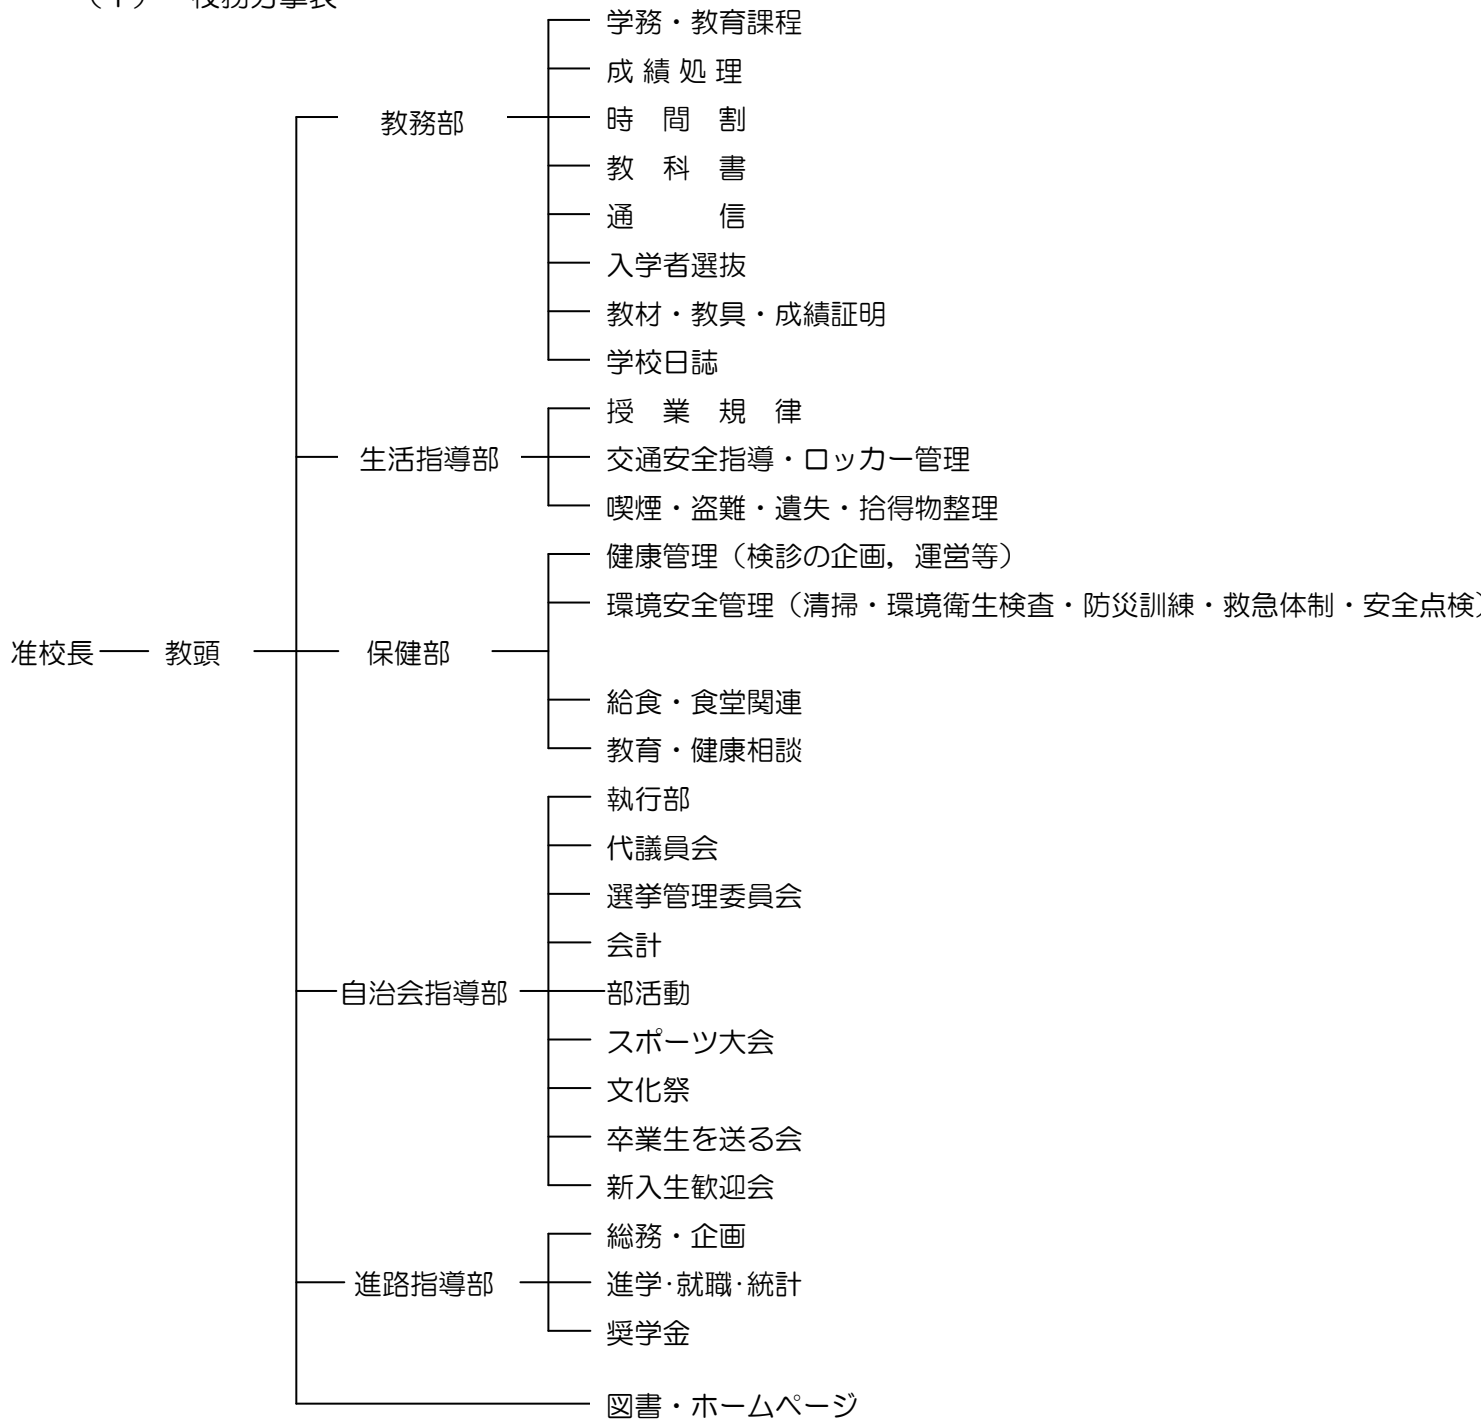 学務・教育課程
成績処理
教務部 時間割
教科書
通信
入学者選抜
教材・教具・成績証明
学校日誌
授業規律
生活指導部 交通安全指導・ロッカー管理
喫煙・盗難・遺失・拾得物整理
健康管理（検診の企画，運営等）
環境安全管理（清掃・環境衛生検査・防災訓練・救急体制・安全点検）
准校長 教頭 保健部
給食・食堂関連
教育・健康相談
執行部
代議員会
選挙管理委員会
会計
自治会指導部 部活動
スポーツ大会
文化祭
卒業生を送る会
新入生歓迎会
総務・企画
進路指導部 進学・就職・統計
奨学金
図書・ホームページ